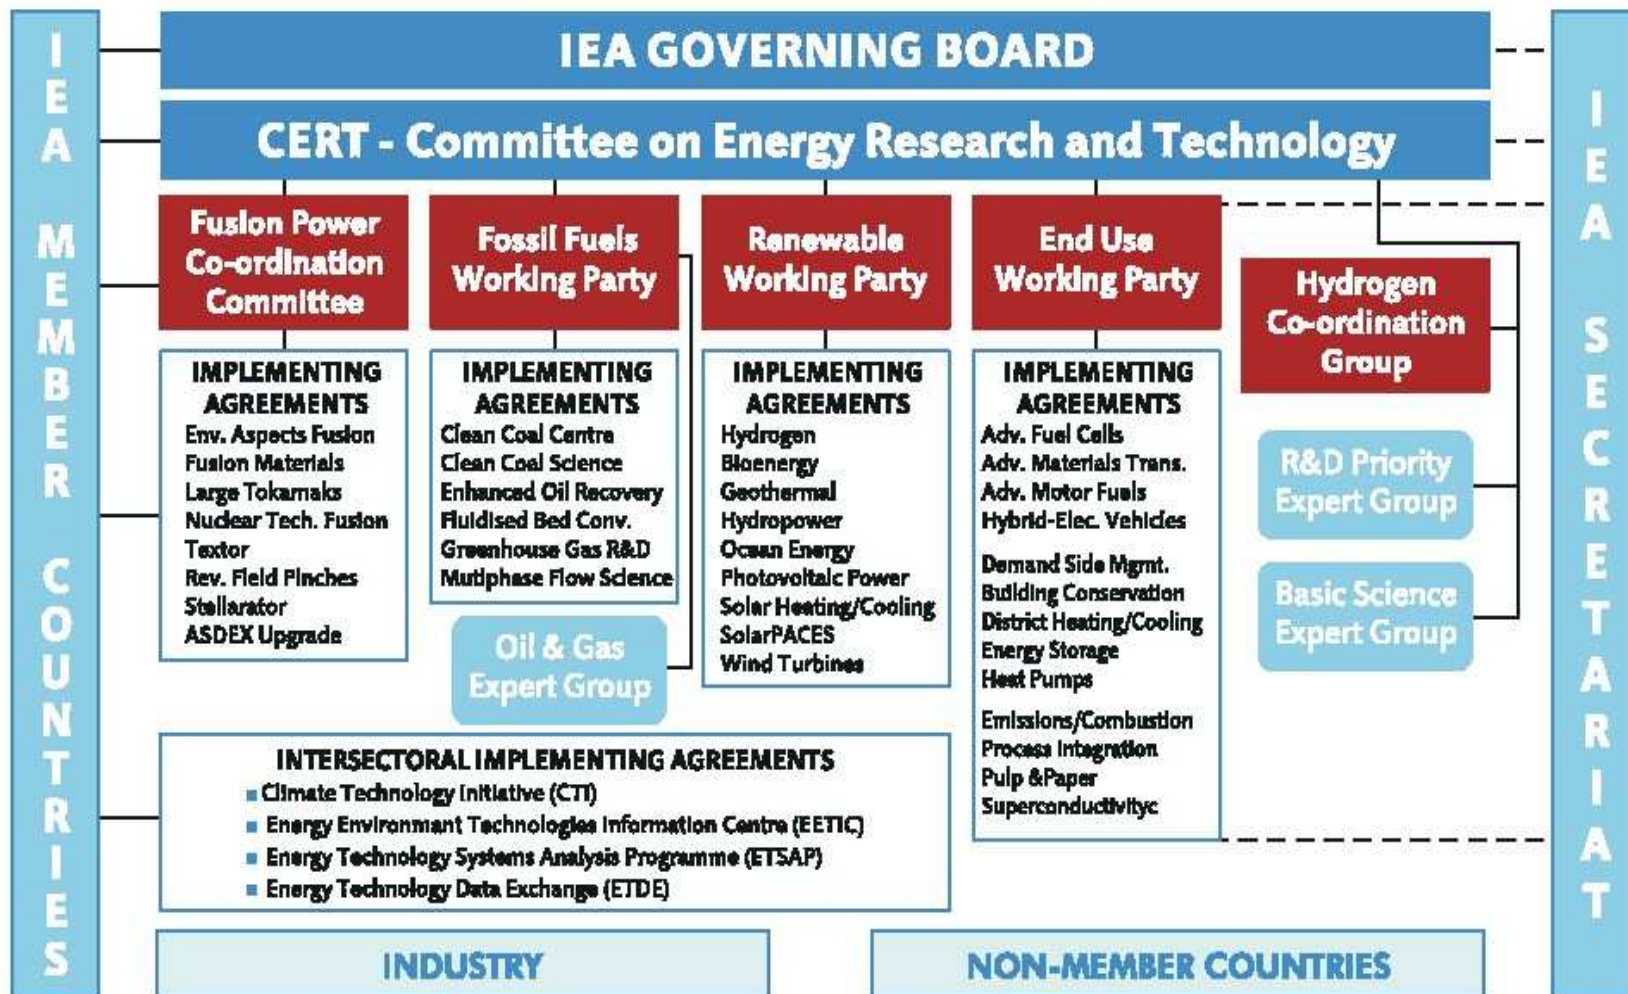 IEA MEMBER COUNTRIES
IEA GOVERNING BOARD
CERT - Committee on Energy Research and Technology
Fusion Power
Co-ordination
Committee
IMPLEMENTING
AGREEMENTS
Env. Aspects Fusion
Fusion Materials
Large Tokamaks
Nuclear Tech. Fusion
Textor
Rev. Field Pinches
Stellarator
ASDEX Upgrade
Fossil Fuels
Working Party
IMPLEMENTING
AGREEMENTS
Clean Coal Centre
Clean Coal Science
Enhanced Oil Recovery
Fluidised Bed Conv.
Greenhouse Gas R&D
Mutiphase Flow Science
Oil & Gas
Expert Group
Renewable
Working Party
IMPLEMENTING
AGREEMENTS
Hydrogen
Bioenergy
Geothermal
Hydropower
Ocean Energy
Photovoltaic Power
Solar Heating/Cooling
SolarPACES
Wind Turbines
End Use
Working Party
IMPLEMENTING
AGREEMENTS
Adv. Fuel Cells
Adv. Materials Trans.
Adv. Motor Fuels
Hybrid-Elec. Vehicles
Demand Side Mgmt.
Building Conservation
District Heating/Cooling
Energy Storage
Heat Pumps
Emissions/Combustion
Process Integration
Pulp &Paper
Superconductivityc
Hydrogen
Co-ordination
Group
R&D Priority
Expert Group
Basic Science
Expert Group
INTERSECTORAL IMPLEMENTING AGREEMENTS
Climate Technology Initiative (CTI)
Energy Environmant Technologies Information Centre (EETIC)
Energy Technology Systems Analysis Programme (ETSAP)
Energy Technology Data Exchange (ETDE)
INDUSTRY
NON-MEMBER COUNTRIES
IEA SECRETARIAT